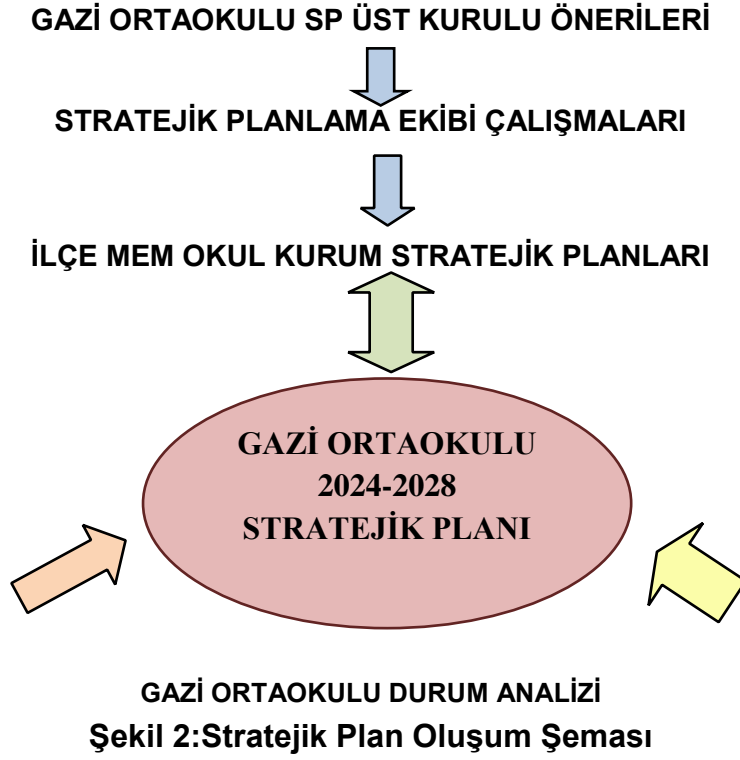 GAZİ ORTAOKULU SP ÜST KURULU ÖNERİLERİ
STRATEJİK PLANLAMA EKİBİ ÇALIŞMALARI
İLÇE MEM OKUL KURUM STRATEJİK PLANLARI
GAZİ ORTAOKULU
2024-2028
STRATEJİK PLANI
GAZİ ORTAOKULU DURUM ANALİZİ
Şekil 2:Stratejik Plan Oluşum Şeması